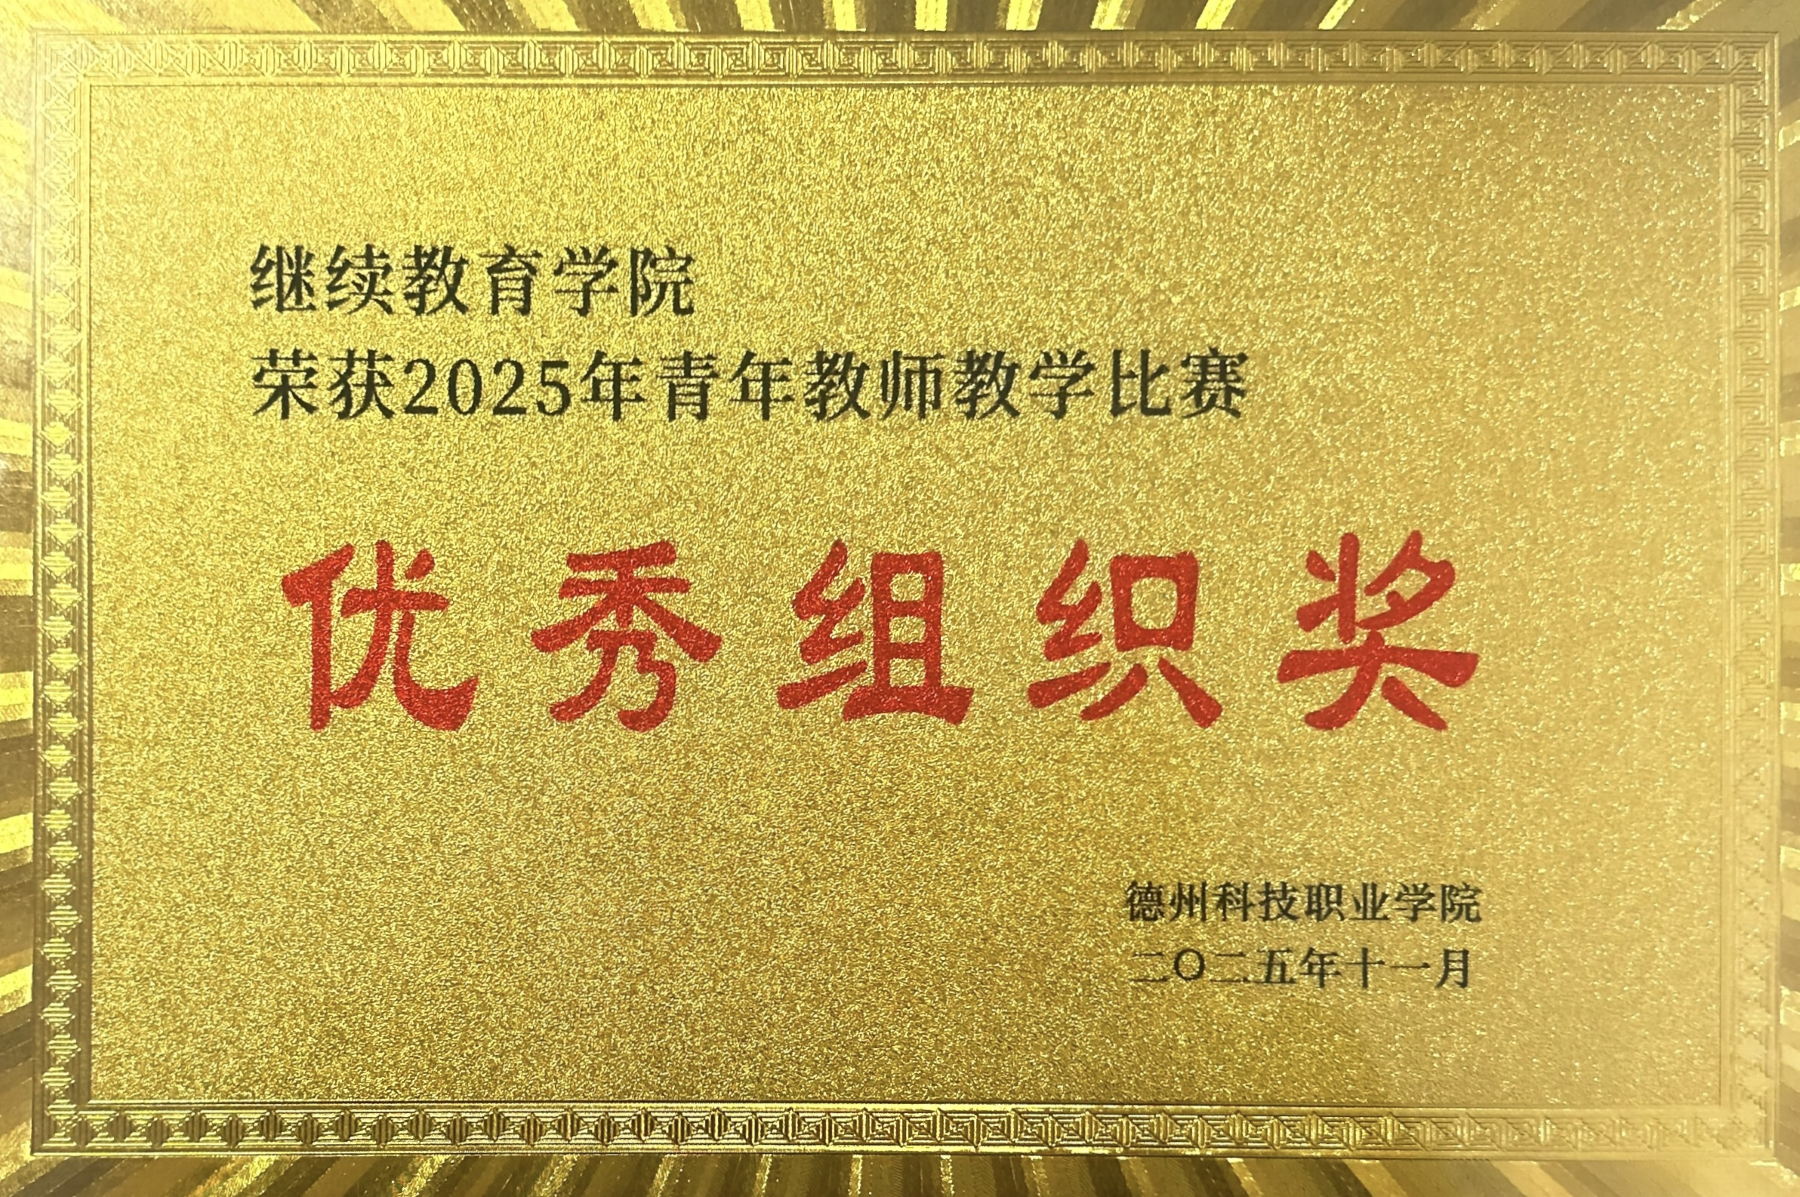 继续教育学院
荣获2025年青年教师教学比赛
优秀组织奖
德州科技职业学院
二〇二五年十一月